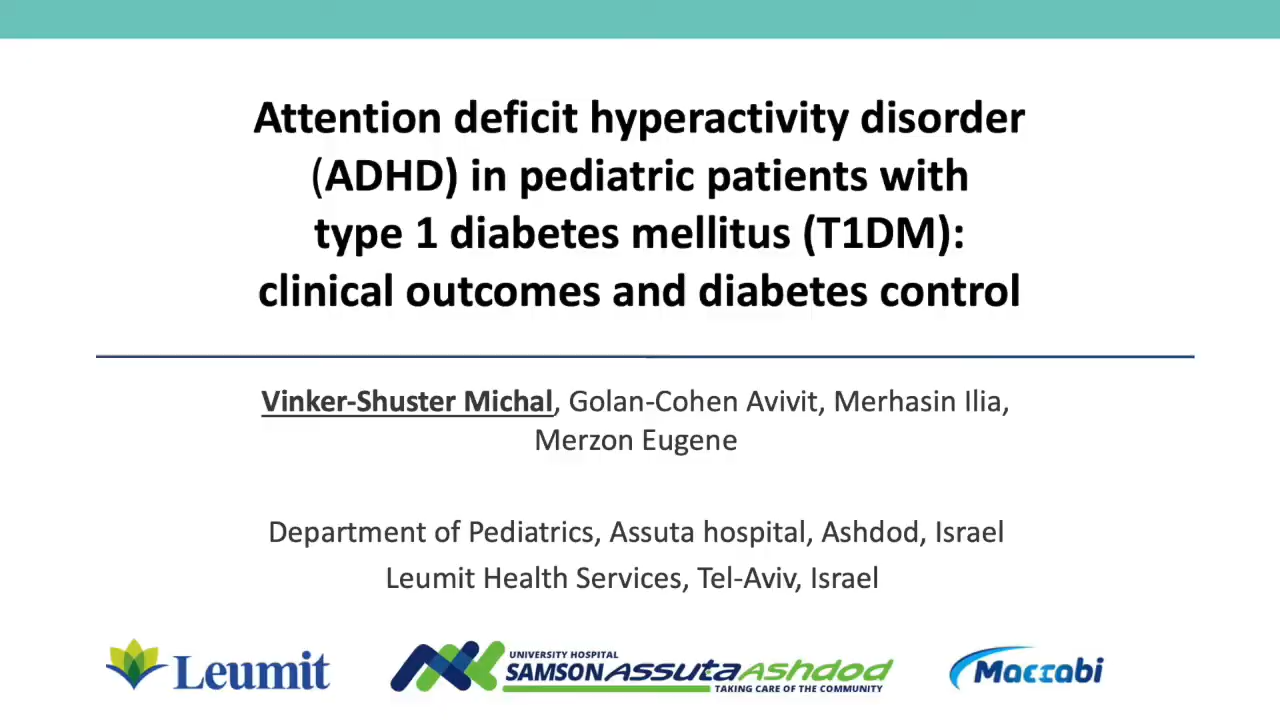 Attention deficit hyperactivity disorder
(ADHD) in pediatric patients with
type 1 diabetes mellitus (T1DM):
clinical outcomes and diabetes control
Vinker-Shuster Michal, Golan-Cohen Avivit, Merhasin Ilia,
Merzon Eugene
Department of Pediatrics, Assuta hospital, Ashdod, Israel
Leumit Health Services, Tel-Aviv, Israel
Leumit
UNIVERSITY HOSPITAL
SAMSON Assuta Ashdod
TAKING CARE OF THE COMMUNITY
Maccabi